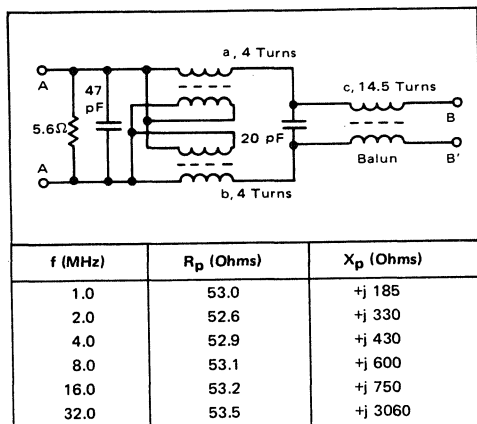 a, 4 Turns
A
47
pF
5.6Ω
c, 14.5 Turns
B
20 pF
Balun
B'
A
b, 4 Turns
f (MHz) Rp (Ohms) Xp (Ohms)
1.0 53.0 +j 185
2.0 52.6 +j 330
4.0 52.9 +j 430
8.0 53.1 +j 600
16.0 53.2 +j 750
32.0 53.5 +j 3060